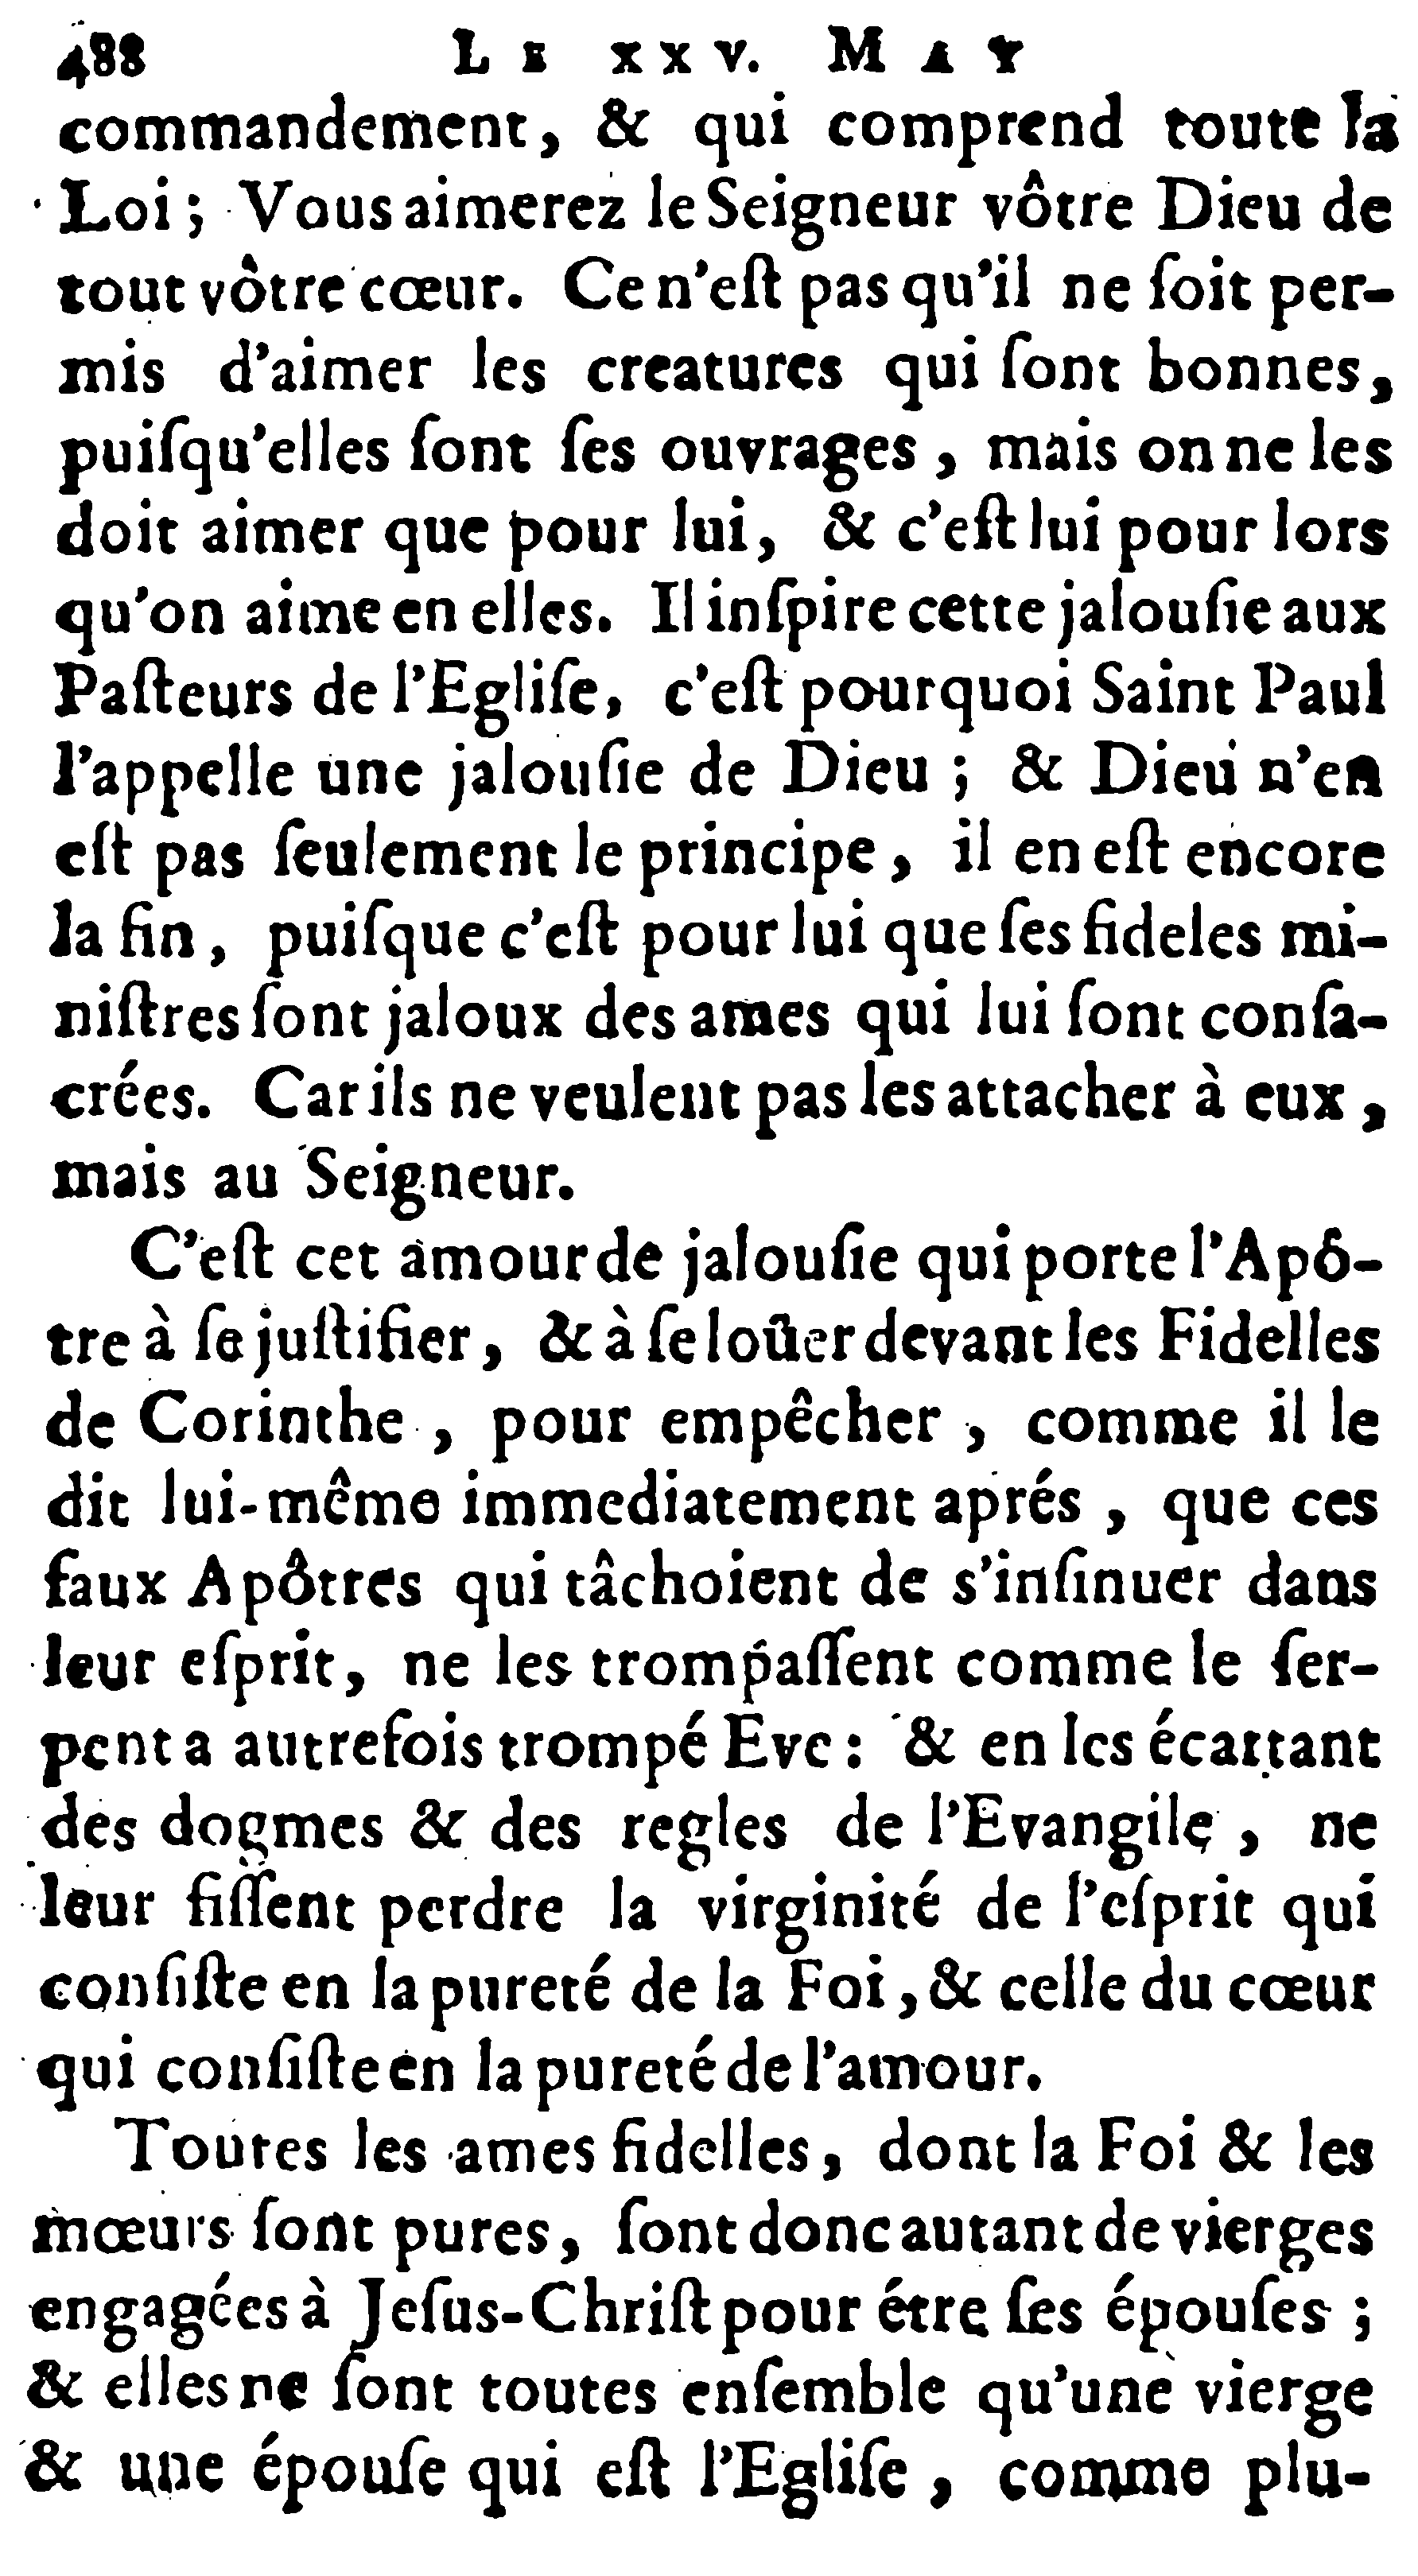 488 LE XXV. MAY
commandement, & qui comprend toute la
Loi ; Vous aimerez le Seigneur vôtre Dieu de
tout vôtre cœur. Ce n'eſt pas qu'il ne ſoit per-
mis d'aimer les creatures qui ſont bonnes,
puiſqu'elles ſont ſes ouvrages, mais on ne les
doit aimer que pour lui, & c'eſt lui pour lors
qu'on aime en elles. Il inſpire cette jalouſie aux
Paſteurs de l'Egliſe, c'eſt pourquoi Saint Paul
l'appelle une jalouſie de Dieu ; & Dieu n'en
eſt pas ſeulement le principe, il en eſt encore
la fin, puiſque c'eſt pour lui que ſes fideles mi-
niſtres ſont jaloux des ames qui lui ſont conſa-
crées. Car ils ne veulent pas les attacher à eux,
mais au Seigneur.
C'eſt cet amour de jalouſie qui porte l'Apô-
tre à ſe juſtifier, & à ſe loüer devant les Fidelles
de Corinthe, pour empêcher, comme il le
dit lui-même immediatement aprés, que ces
faux Apôtres qui tâchoient de s'inſinuer dans
leur eſprit, ne les trompaſſent comme le ſer-
pent a autrefois trompé Eve : & en les écartant
des dogmes & des regles de l'Evangile, ne
leur fiſſent perdre la virginité de l'eſprit qui
conſiſte en la pureté de la Foi, & celle du cœur
qui conſiſte en la pureté de l'amour.
Toutes les ames fidelles, dont la Foi & les
mœurs ſont pures, ſont donc autant de vierges
engagées à Jeſus-Chriſt pour étre ſes épouſes ;
& elles ne ſont toutes enſemble qu'une vierge
& une épouſe qui eſt l'Egliſe, comme plu-